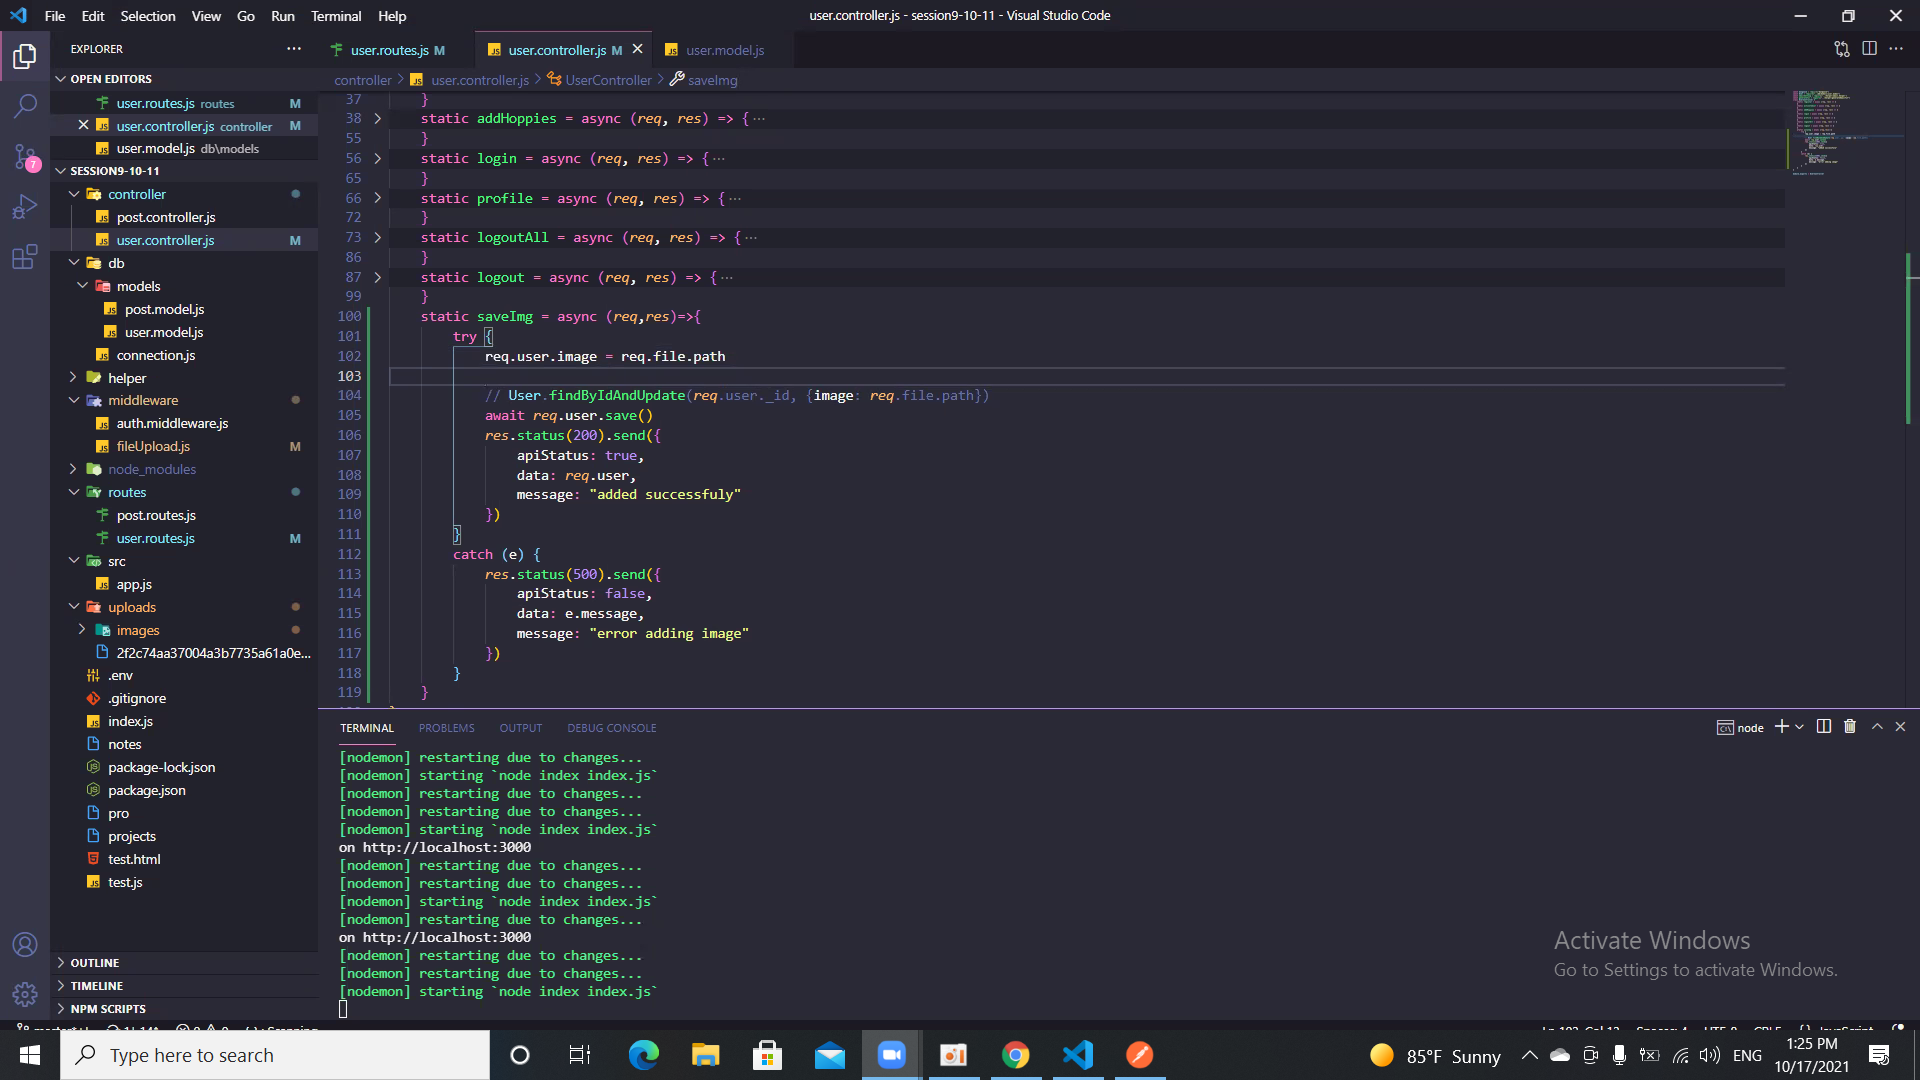 File Edit Selection View Go Run Terminal Help
user.controller.js - session9-10-11 - Visual Studio Code
EXPLORER
user.routes.js M
user.controller.js M
user.model.js
OPEN EDITORS
controller > user.controller.js > UserController > saveImg
user.routes.js routes M
user.controller.js controller M
user.model.js db\models
SESSION9-10-11
controller
post.controller.js
user.controller.js M
db
models
post.model.js
user.model.js
connection.js
helper
middleware
auth.middleware.js
fileUpload.js M
node_modules
routes
post.routes.js
user.routes.js M
src
app.js
uploads
images
2f2c74aa37004a3b7735a61a0e...
.env
.gitignore
index.js
notes
package-lock.json
package.json
pro
projects
test.html
test.js
OUTLINE
TIMELINE
NPM SCRIPTS
7
37 }
38 static addHoppies = async (req, res) => {···
55 }
56 static login = async (req, res) => {···
65 }
66 static profile = async (req, res) => {···
72 }
73 static logoutAll = async (req, res) => {···
86 }
87 static logout = async (req, res) => {···
99 }
100 static saveImg = async (req,res)=>{
101 try {
102 req.user.image = req.file.path
103
104 // User.findByIdAndUpdate(req.user._id, {image: req.file.path})
105 await req.user.save()
106 res.status(200).send({
107 apiStatus: true,
108 data: req.user,
109 message: "added successfuly"
110 })
111 }
112 catch (e) {
113 res.status(500).send({
114 apiStatus: false,
115 data: e.message,
116 message: "error adding image"
117 })
118 }
119 }
TERMINAL PROBLEMS OUTPUT DEBUG CONSOLE
node
[nodemon] restarting due to changes...
[nodemon] starting `node index index.js`
[nodemon] restarting due to changes...
[nodemon] restarting due to changes...
[nodemon] starting `node index index.js`
on http://localhost:3000
[nodemon] restarting due to changes...
[nodemon] restarting due to changes...
[nodemon] starting `node index index.js`
[nodemon] restarting due to changes...
on http://localhost:3000
[nodemon] restarting due to changes...
[nodemon] restarting due to changes...
[nodemon] starting `node index index.js`
Activate Windows
Go to Settings to activate Windows.
Type here to search
85°F Sunny
ENG
1:25 PM
10/17/2021